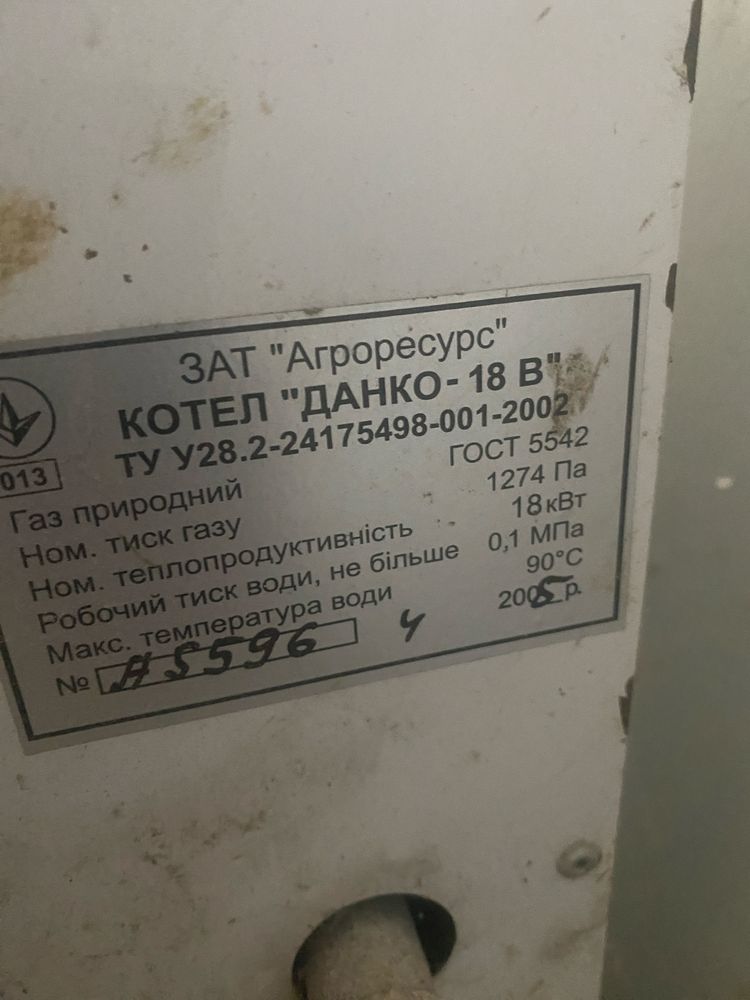 ЗАТ "Агроресурс"
КОТЕЛ "ДАНКО- 18 В"
ТУ У28.2-24175498-001-2002
013
Газ природний ГОСТ 5542
Ном. тиск газу 1274 Па
Ном. теплопродуктивність 18кВт
Робочий тиск води, не більше 0,1 МПа
Макс. температура води 90°С
№ А5596 4 2005 р.